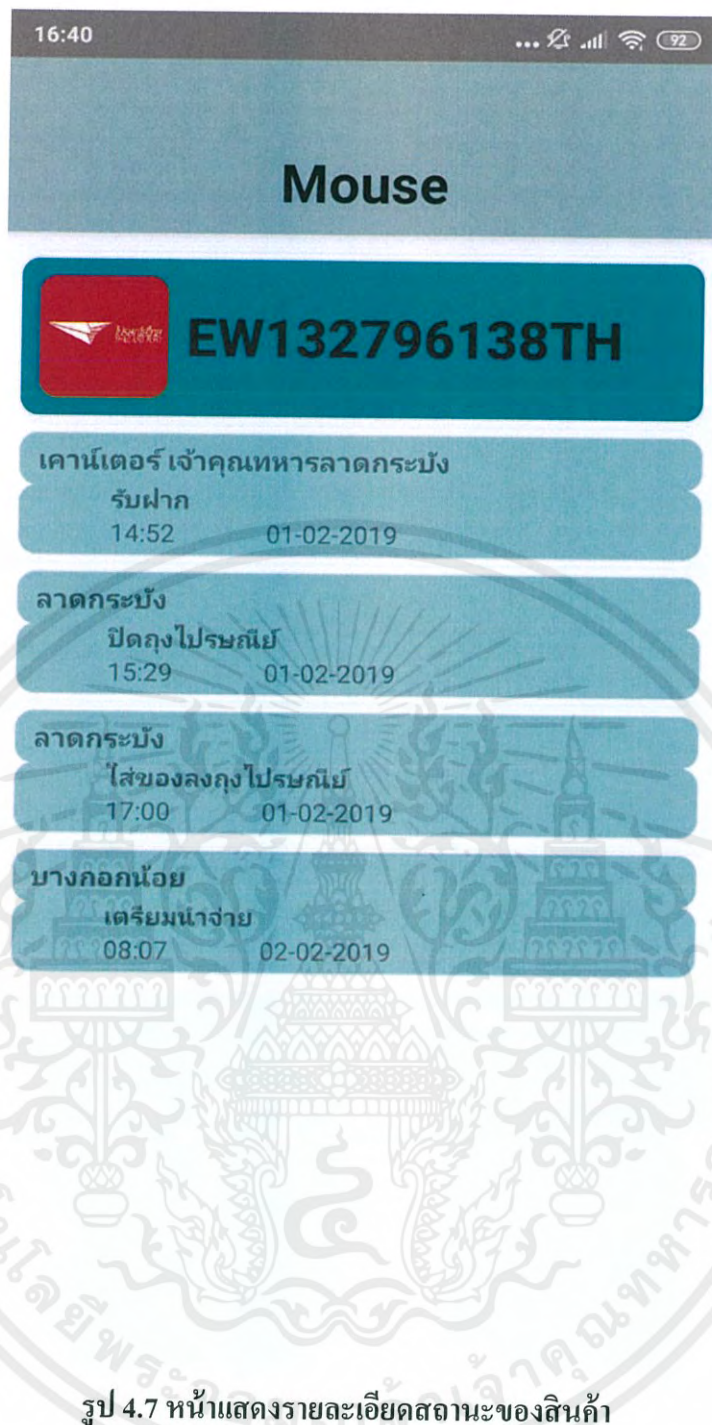 16:40
92
Mouse
EW132796138TH
เคาน์เตอร์ เจ้าคุณทหารลาดกระบัง
รับฝาก
14:52 01-02-2019
ลาดกระบัง
ปิดถุงไปรษณีย์
15:29 01-02-2019
ลาดกระบัง
ใส่ของลงถุงไปรษณีย์
17:00 01-02-2019
บางกอกน้อย
เตรียมนำจ่าย
08:07 02-02-2019
รูป 4.7 หน้าแสดงรายละเอียดสถานะของสินค้า